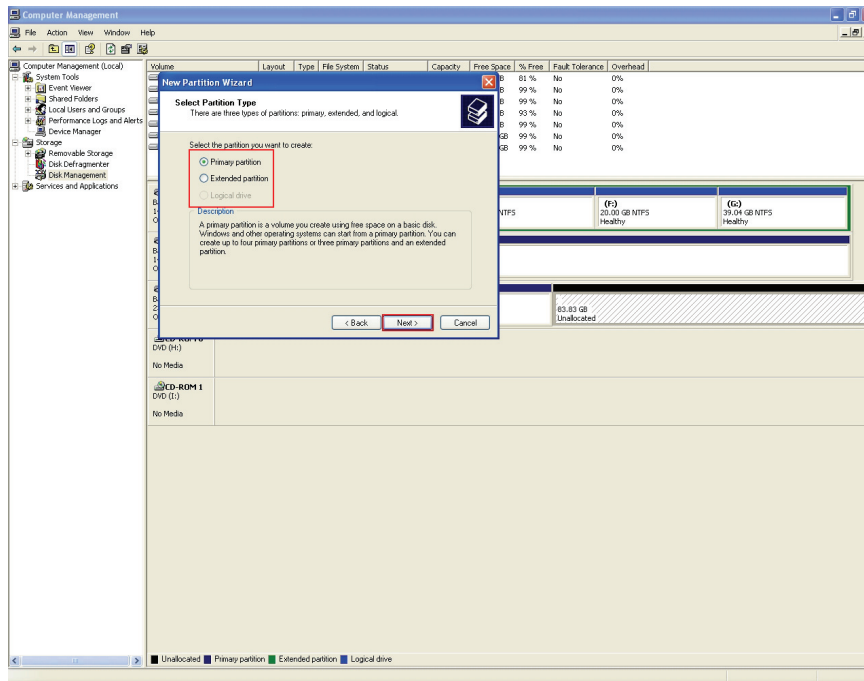 Computer Management
File Action View Window Help
Computer Management (Local)
System Tools
Event Viewer
Shared Folders
Local Users and Groups
Performance Logs and Alerts
Device Manager
Storage
Removable Storage
Disk Defragmenter
Disk Management
Services and Applications
Volume Layout Type File System Status Capacity Free Space % Free Fault Tolerance Overhead
B 81 % No 0%
B 99 % No 0%
B 99 % No 0%
B 93 % No 0%
B 99 % No 0%
GB 99 % No 0%
GB 99 % No 0%
New Partition Wizard
Select Partition Type
There are three types of partitions: primary, extended, and logical.
Select the partition you want to create:
Primary partition
Extended partition
Logical drive
Description
A primary partition is a volume you create using free space on a basic disk.
Windows and other operating systems can start from a primary partition. You can
create up to four primary partitions or three primary partitions and an extended
partition.
< Back Next > Cancel
NTFS
(F:)
20.00 GB NTFS
Healthy
(G:)
39.04 GB NTFS
Healthy
83.83 GB
Unallocated
DVD (H:)
No Media
CD-ROM 1
DVD (I:)
No Media
Unallocated Primary partition Extended partition Logical drive